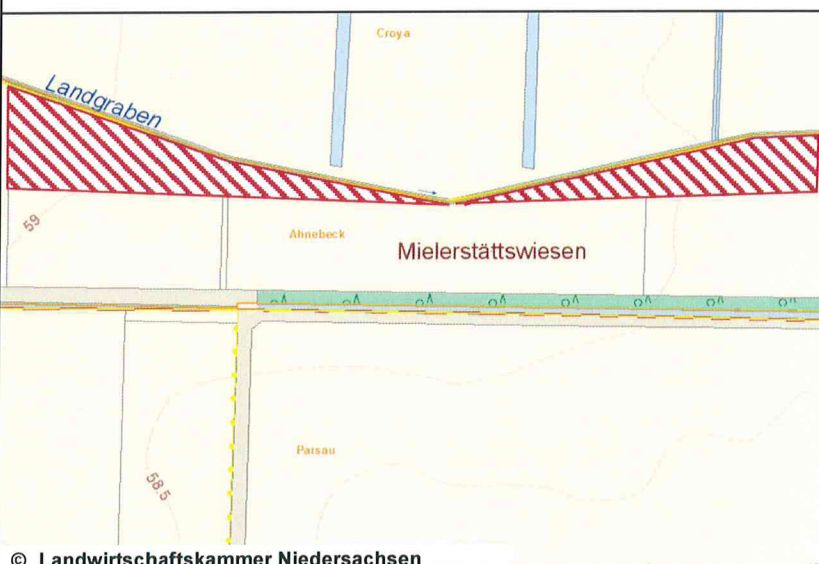 Croya
Landgraben
59
Ahnebeck
Mielerstättswiesen
Parsau
58.5
© Landwirtschaftskammer Niedersachsen